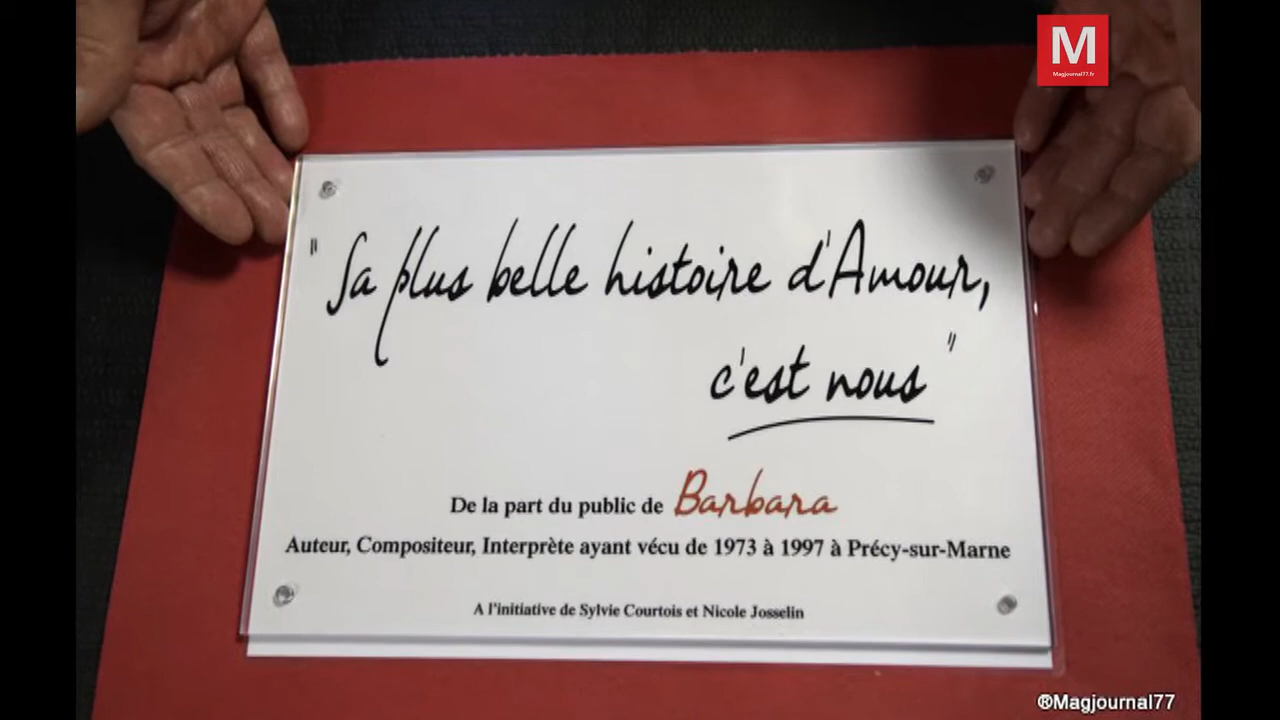 M
Magjournal77.fr
" Sa plus belle histoire d'Amour,
c'est nous "
De la part du public de Barbara
Auteur, Compositeur, Interprète ayant vécu de 1973 à 1997 à Précy-sur-Marne
A l'initiative de Sylvie Courtois et Nicole Josselin
®Magjournal77